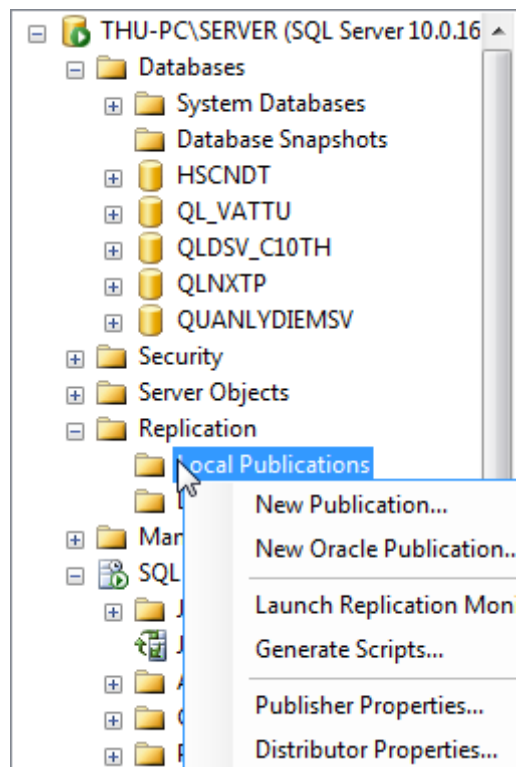 THU-PC\SERVER (SQL Server 10.0.16
Databases
System Databases
Database Snapshots
HSCNDT
QL_VATTU
QLDSV_C10TH
QLNXTP
QUANLYDIEMSV
Security
Server Objects
Replication
Local Publications
New Publication...
New Oracle Publication..
Launch Replication Mon
SQL
Generate Scripts...
Publisher Properties...
Distributor Properties...